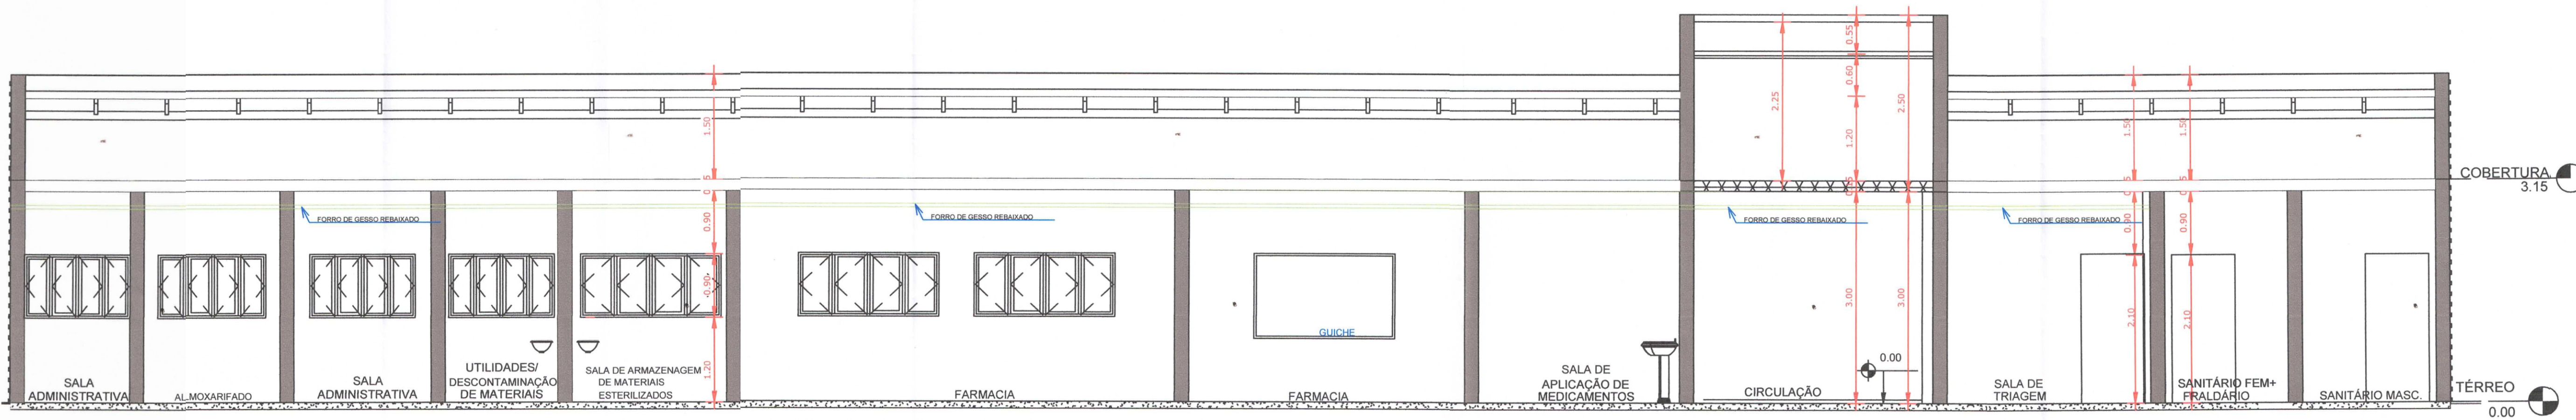 0.55
0.60
2.25
2.50
1.50
1.20
1.50
1.50
COBERTURA
3.15
FORRO DE GESSO REBAIXADO
FORRO DE GESSO REBAIXADO
FORRO DE GESSO REBAIXADO
FORRO DE GESSO REBAIXADO
0.90
0.90
0.90
0.90
3.00
3.00
2.10
2.10
GUICHE
1.20
0.00
SALA
ADMINISTRATIVA
ALMOXARIFADO
SALA
ADMINISTRATIVA
UTILIDADES/
DESCONTAMINAÇÃO
DE MATERIAIS
SALA DE ARMAZENAGEM
DE MATERIAIS
ESTERILIZADOS
FARMACIA
FARMACIA
SALA DE
APLICAÇÃO DE
MEDICAMENTOS
CIRCULAÇÃO
SALA DE
TRIAGEM
SANITÁRIO FEM+
FRALDÁRIO
SANITÁRIO MASC.
TÉRREO
0.00